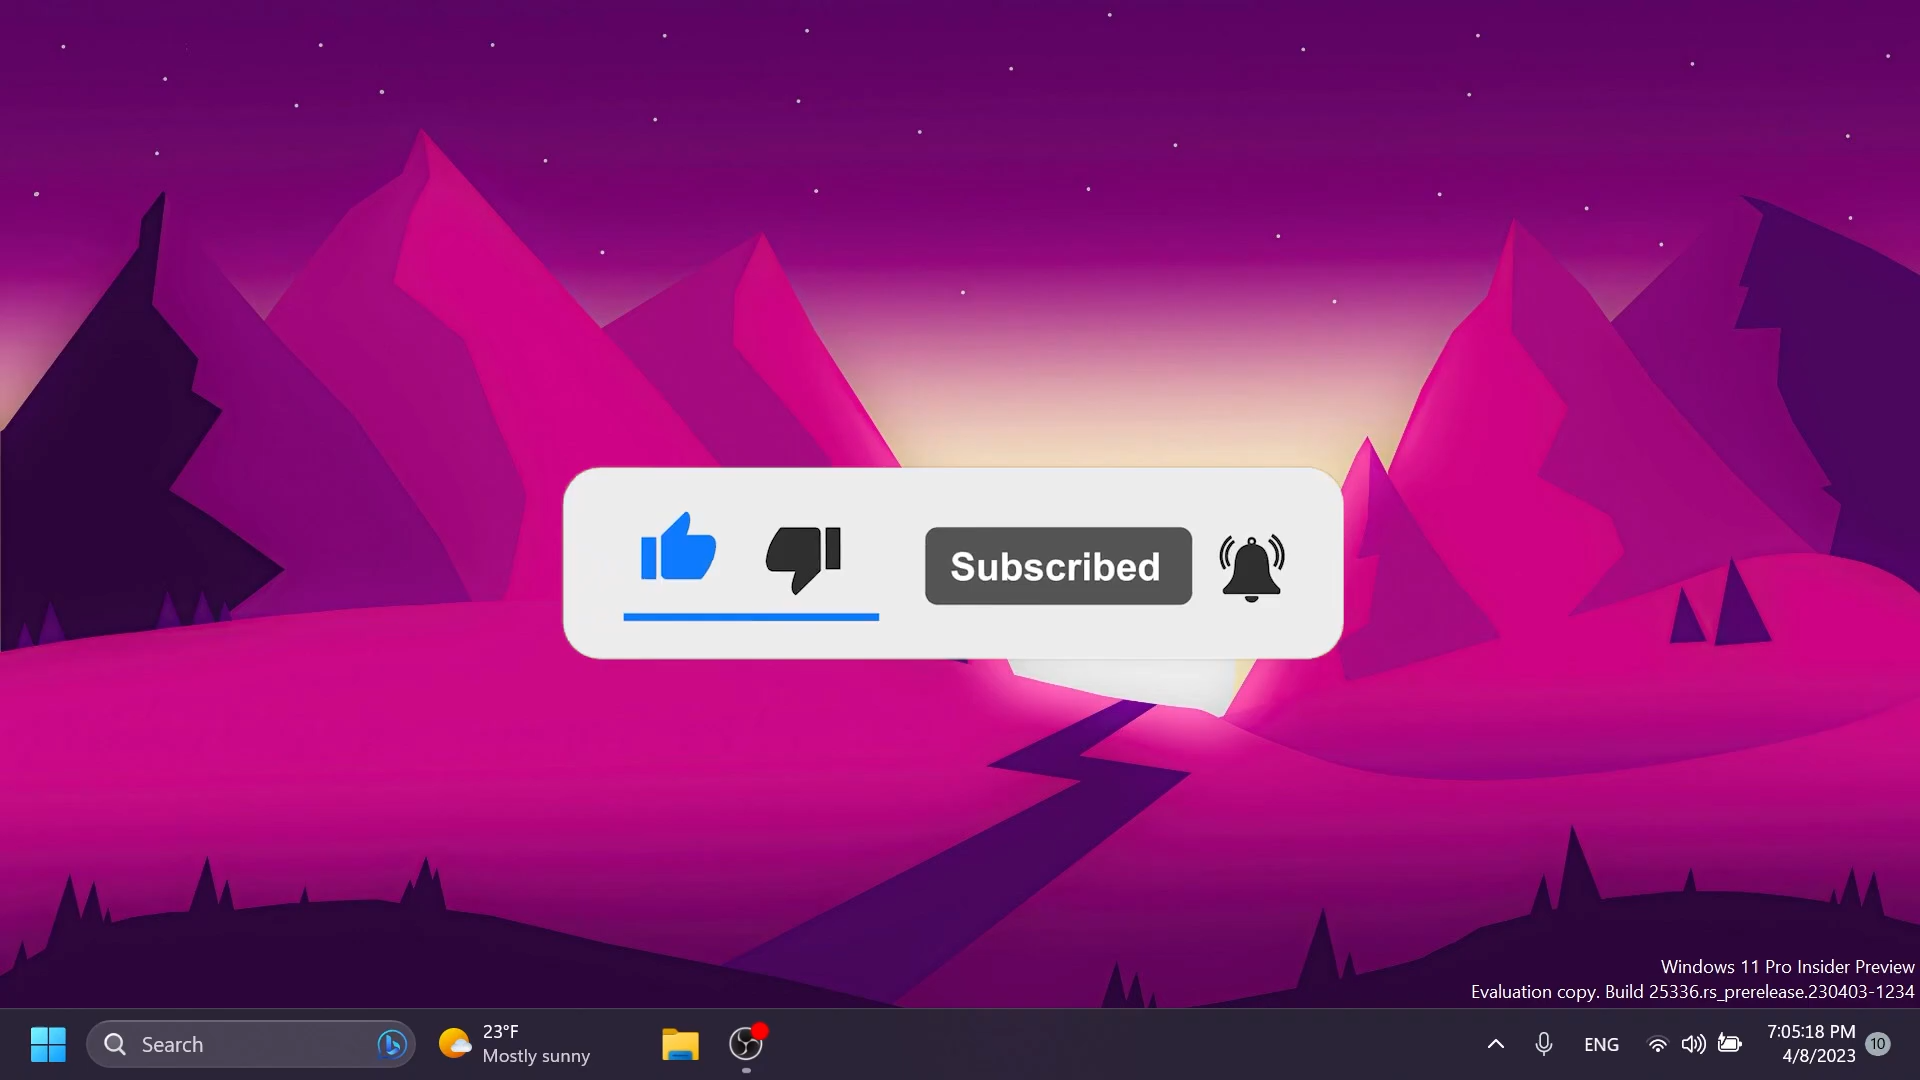 Subscribed
Windows 11 Pro Insider Preview
Evaluation copy. Build 25336.rs_prerelease.230403-1234
Search
23°F
Mostly sunny
ENG
7:05:18 PM
4/8/2023
10